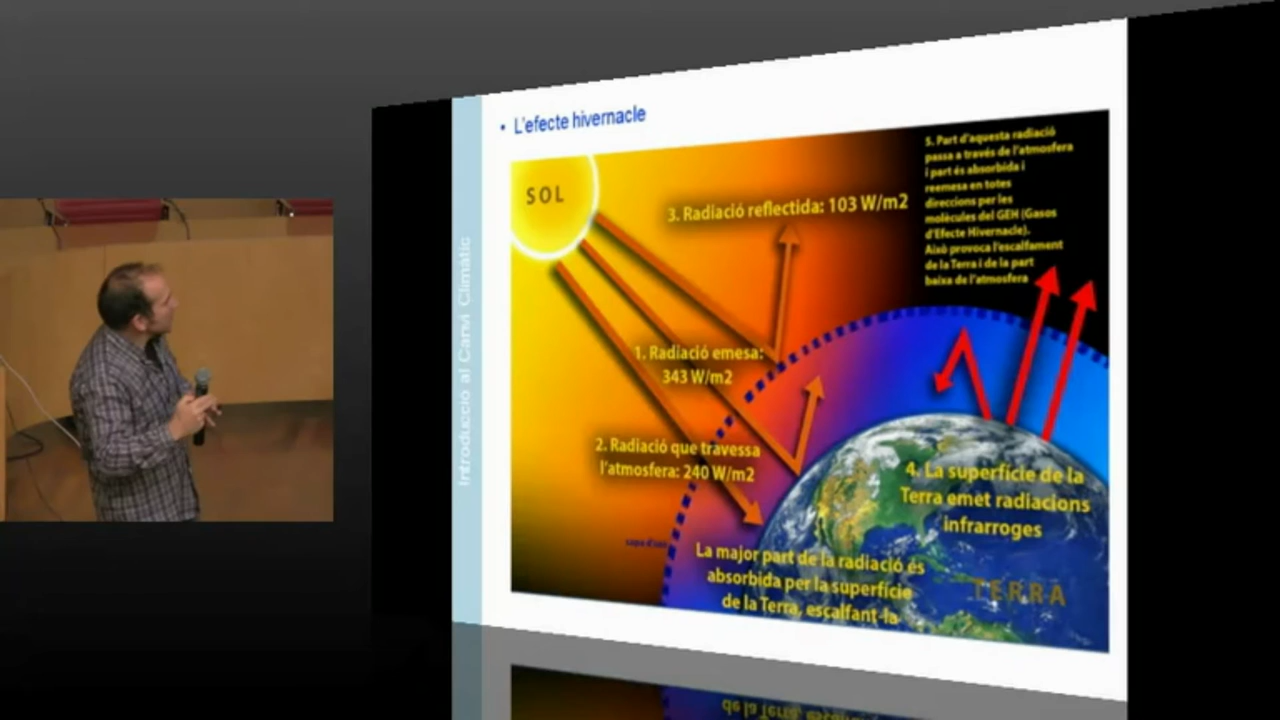 • L'efecte hivernacle
Introducció al Canvi Climàtic
SOL
3. Radiació reflectida: 103 W/m2
5. Part d'aquesta radiació
passa a través de l'atmosfera
i part és absorbida i
reemesa en totes
direccions per les
molècules del GEH (Gasos
d'Efecte Hivernacle).
Això provoca l'escalfament
de la Terra i de la part
baixa de l'atmosfera
1. Radiació emesa:
343 W/m2
2. Radiació que travessa
l'atmosfera: 240 W/m2
4. La superfície de la
Terra emet radiacions
infrarroges
La major part de la radiació és
absorbida per la superfície
de la Terra, escalfant-la
TERRA